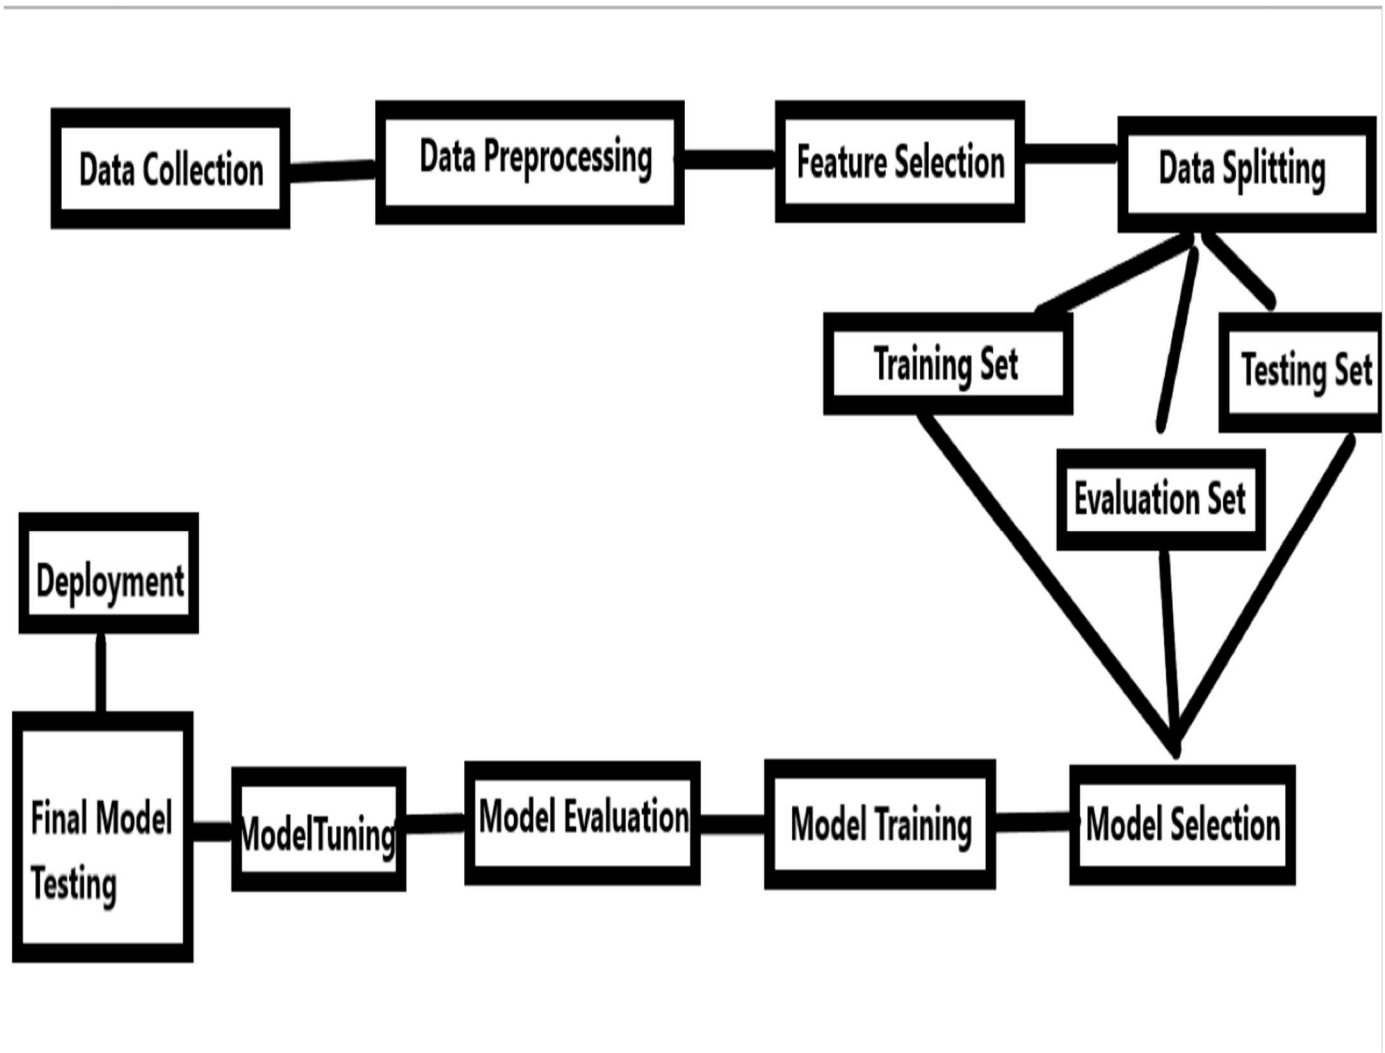 Data Collection
Data Preprocessing
Feature Selection
Data Splitting
Training Set
Testing Set
Evaluation Set
Deployment
Final Model
Testing
ModelTuning
Model Evaluation
Model Training
Model Selection